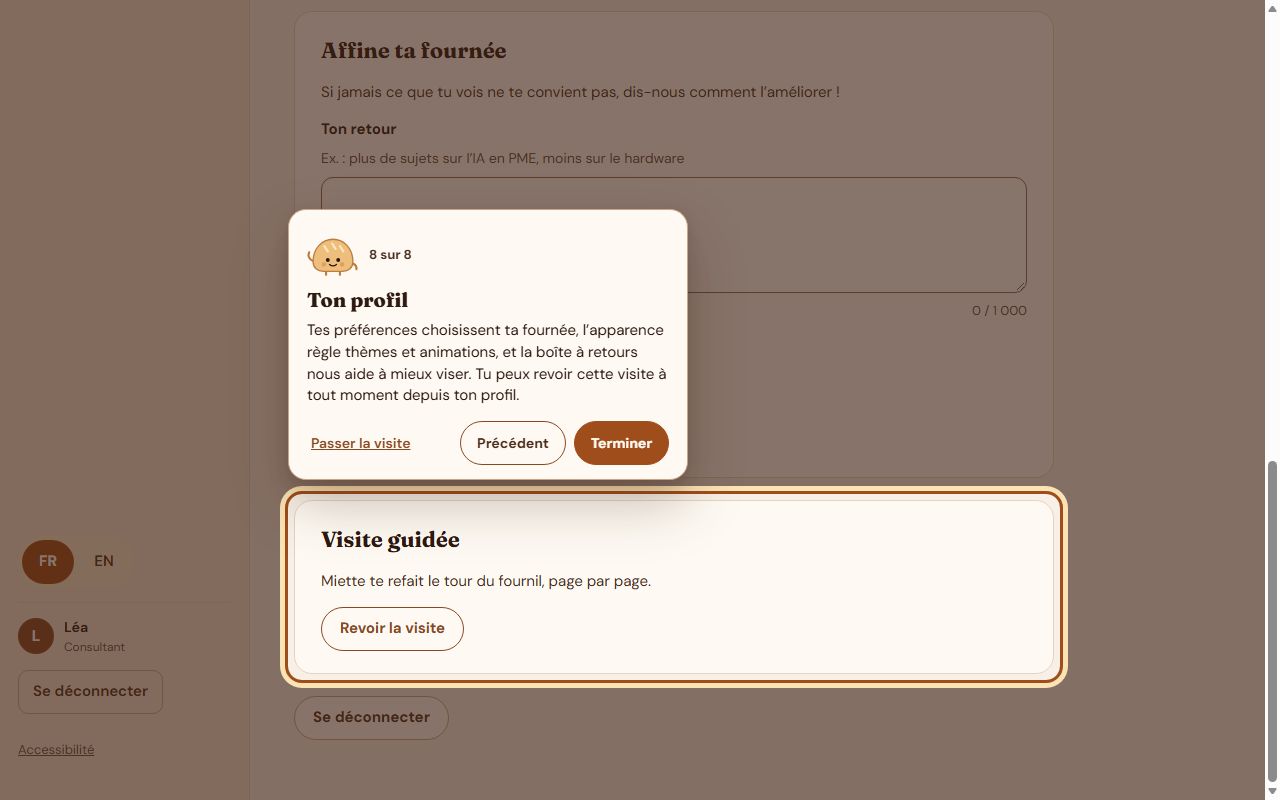 Affine ta fournée
Si jamais ce que tu vois ne te convient pas, dis-nous comment l’améliorer !
Ton retour
Ex. : plus de sujets sur l’IA en PME, moins sur le hardware
0 / 1 000
8 sur 8
Ton profil
Tes préférences choisissent ta fournée, l’apparence
règle thèmes et animations, et la boîte à retours
nous aide à mieux viser. Tu peux revoir cette visite à
tout moment depuis ton profil.
Passer la visite
Précédent
Terminer
Visite guidée
Miette te refait le tour du fournil, page par page.
Revoir la visite
Se déconnecter
FR
EN
L
Léa
Consultant
Se déconnecter
Accessibilité